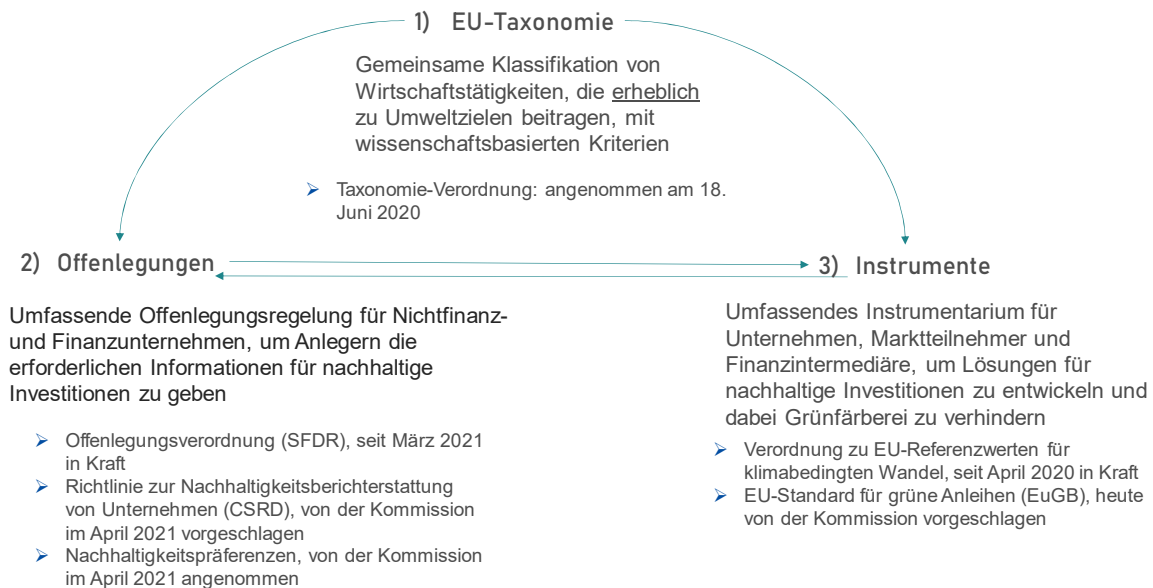 1) EU-Taxonomie
Gemeinsame Klassifikation von
Wirtschaftstätigkeiten, die erheblich
zu Umweltzielen beitragen, mit
wissenschaftsbasierten Kriterien
➢ Taxonomie-Verordnung: angenommen am 18.
Juni 2020
2) Offenlegungen
Umfassende Offenlegungsregelung für Nichtfinanz-
und Finanzunternehmen, um Anlegern die
erforderlichen Informationen für nachhaltige
Investitionen zu geben
➢ Offenlegungsverordnung (SFDR), seit März 2021
in Kraft
➢ Richtlinie zur Nachhaltigkeitsberichterstattung
von Unternehmen (CSRD), von der Kommission
im April 2021 vorgeschlagen
➢ Nachhaltigkeitspräferenzen, von der Kommission
im April 2021 angenommen
3) Instrumente
Umfassendes Instrumentarium für
Unternehmen, Marktteilnehmer und
Finanzintermediäre, um Lösungen für
nachhaltige Investitionen zu entwickeln und
dabei Grünfärberei zu verhindern
➢ Verordnung zu EU-Referenzwerten für
klimabedingten Wandel, seit April 2020 in Kraft
➢ EU-Standard für grüne Anleihen (EuGB), heute
von der Kommission vorgeschlagen